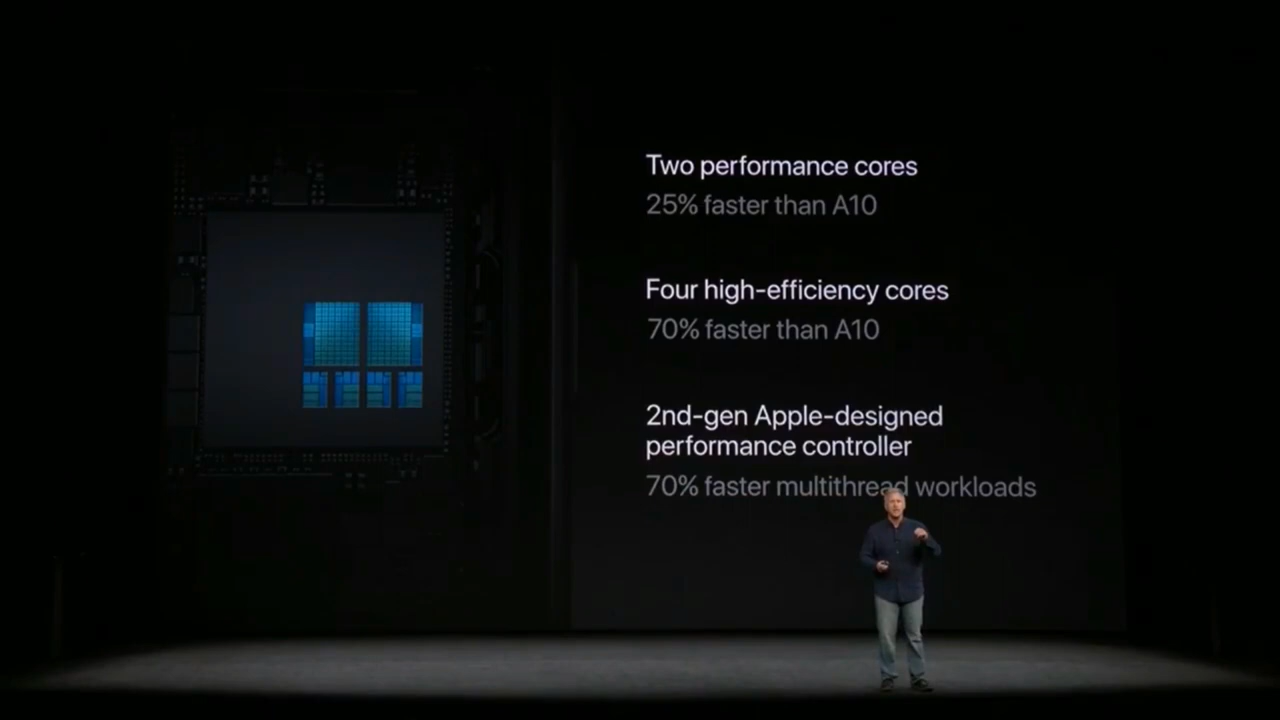 Two performance cores
25% faster than A10
Four high-efficiency cores
70% faster than A10
2nd-gen Apple-designed
performance controller
70% faster multithread workloads